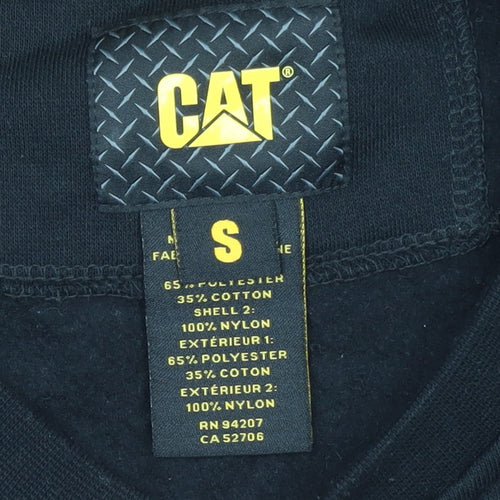 CAT®
S
65% POLYESTER
35% COTTON
SHELL 2:
100% NYLON
EXTÉRIEUR 1:
65% POLYESTER
35% COTTON
EXTÉRIEUR 2:
100% NYLON
RN 94207
CA 52706